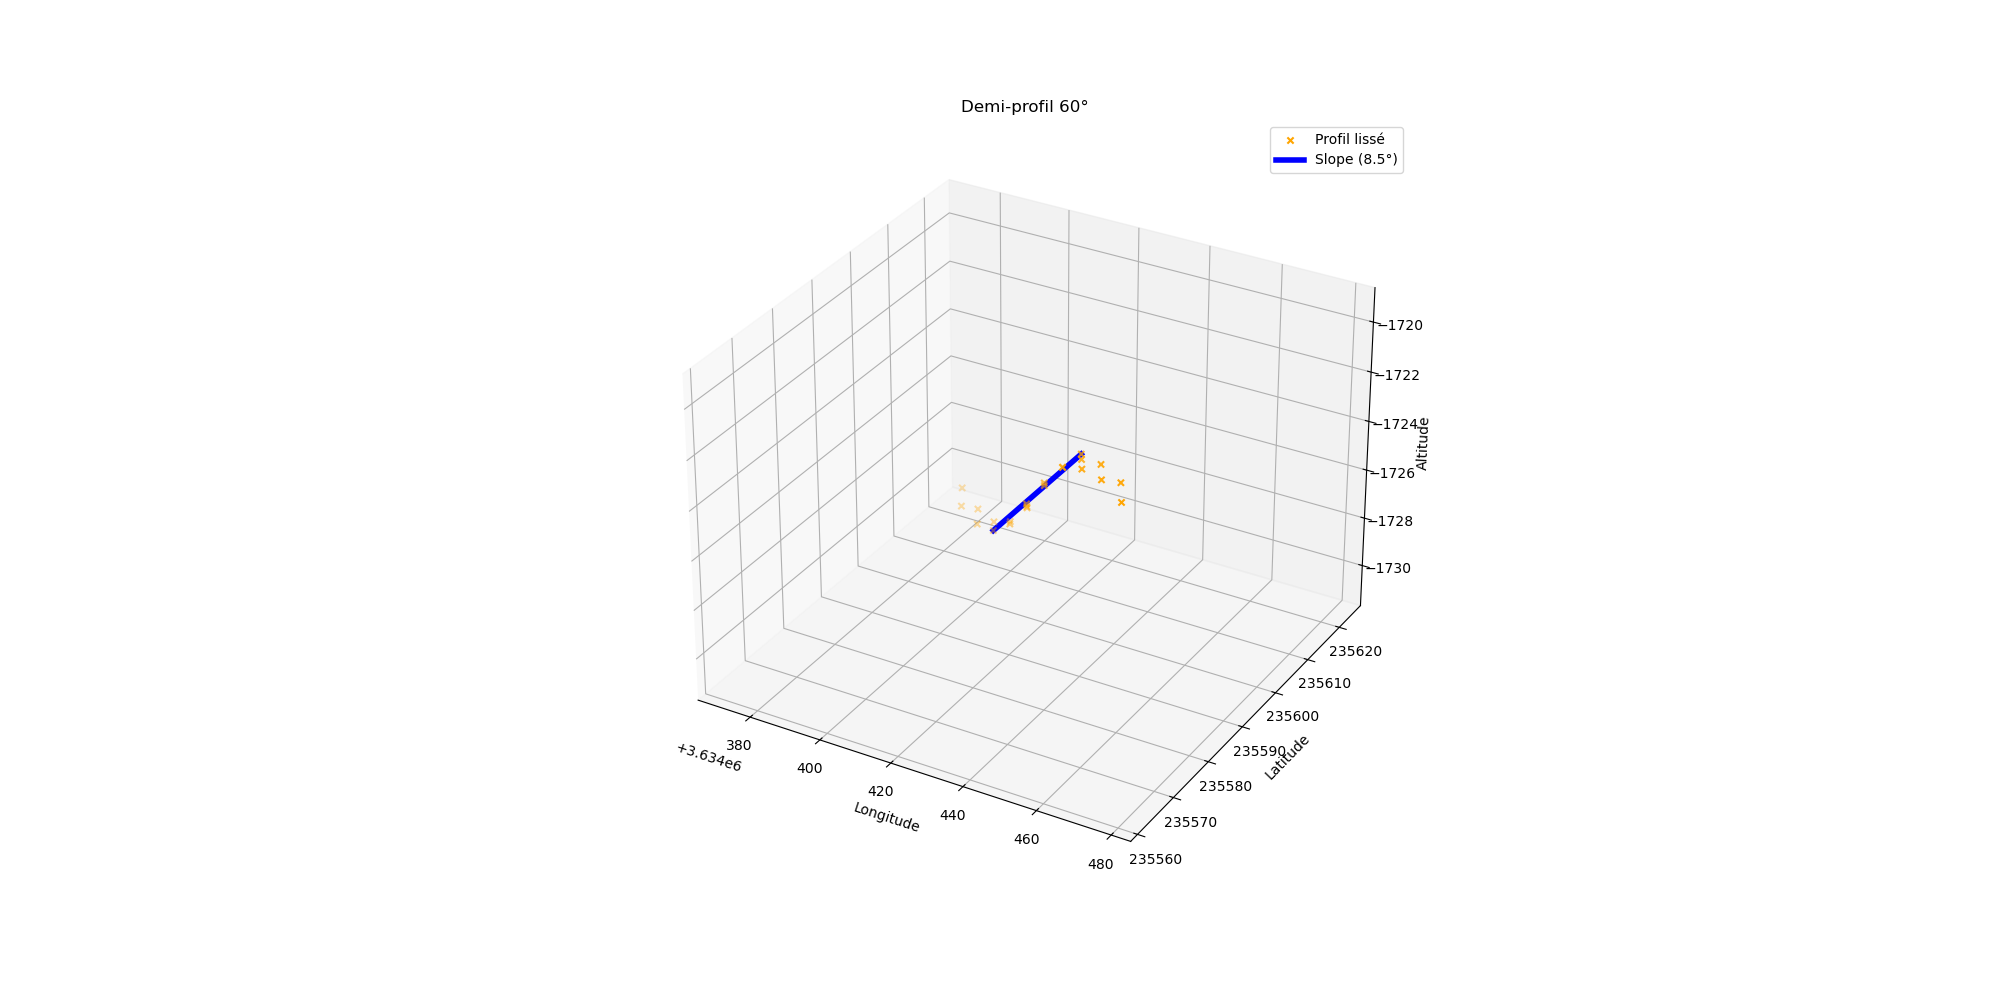 Demi-profil 60°
Profil lissé
Slope (8.5°)
−1720
−1722
−1724
−1726
−1728
−1730
Altitude
235620
235610
235600
235590
235580
235570
235560
Latitude
380
400
420
440
460
480
+3.634e6
Longitude